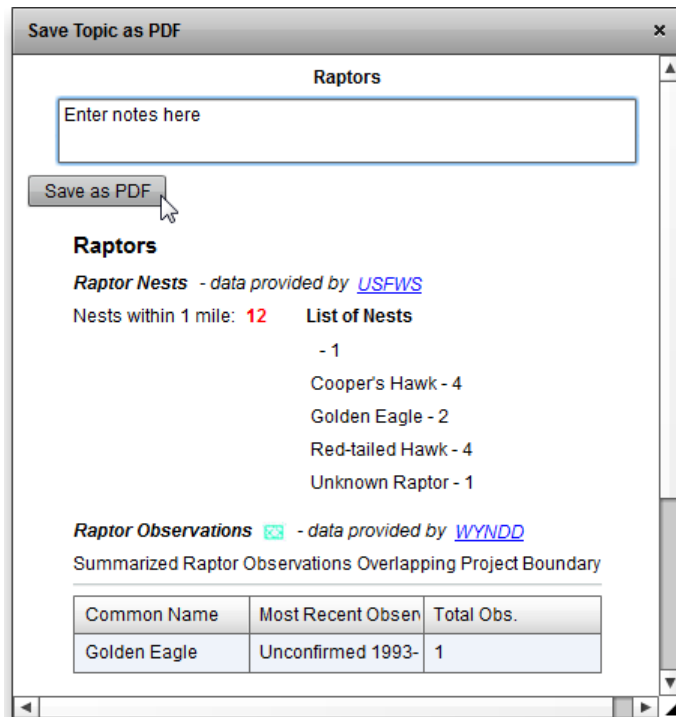 Save Topic as PDF
Raptors
Enter notes here
Save as PDF
Raptors
Raptor Nests - data provided by USFWS
Nests within 1 mile: 12 List of Nests
- 1
Cooper's Hawk - 4
Golden Eagle - 2
Red-tailed Hawk - 4
Unknown Raptor - 1
Raptor Observations - data provided by WYNDD
Summarized Raptor Observations Overlapping Project Boundary
Common Name Most Recent Obser Total Obs.
Golden Eagle Unconfirmed 1993- 1